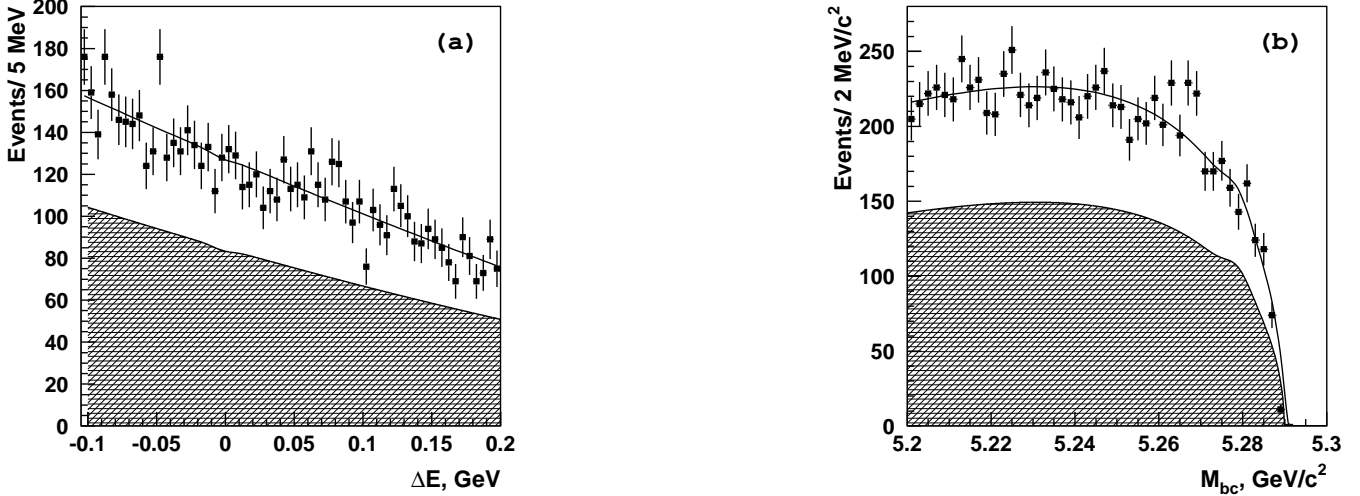 Events/ 5 MeV
200
180
160
140
120
100
80
60
40
20
0
(a)
-0.1 -0.05 0 0.05 0.1 0.15 0.2
ΔE, GeV
Events/ 2 MeV/c²
250
200
150
100
50
0
(b)
5.2 5.22 5.24 5.26 5.28 5.3
M_bc, GeV/c²